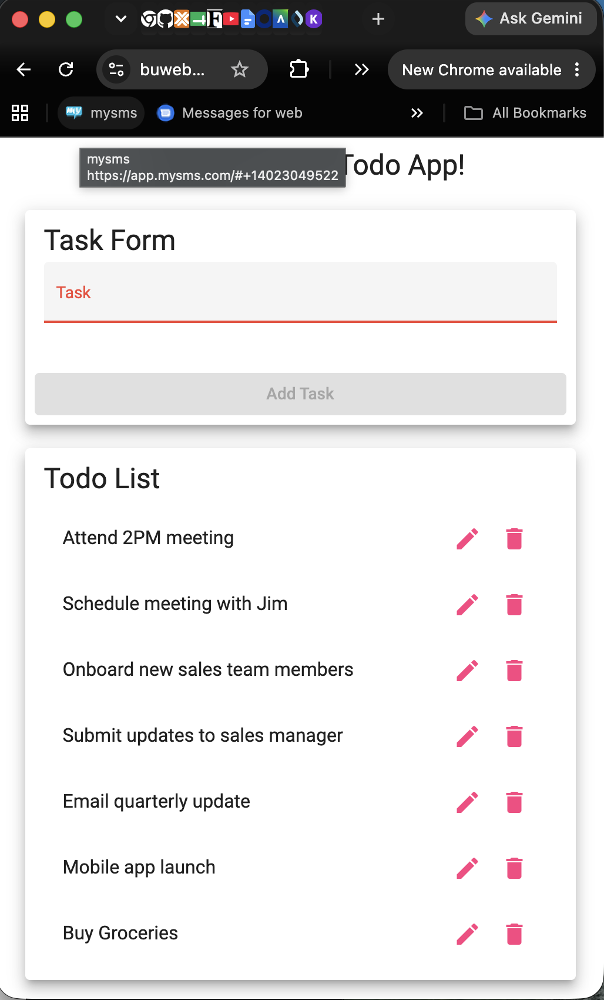 Ask Gemini
buweb...
New Chrome available
mysms
Messages for web
All Bookmarks
mysms
https://app.mysms.com/#+14023049522
Todo App!
Task Form
Task
Add Task
Todo List
Attend 2PM meeting
Schedule meeting with Jim
Onboard new sales team members
Submit updates to sales manager
Email quarterly update
Mobile app launch
Buy Groceries